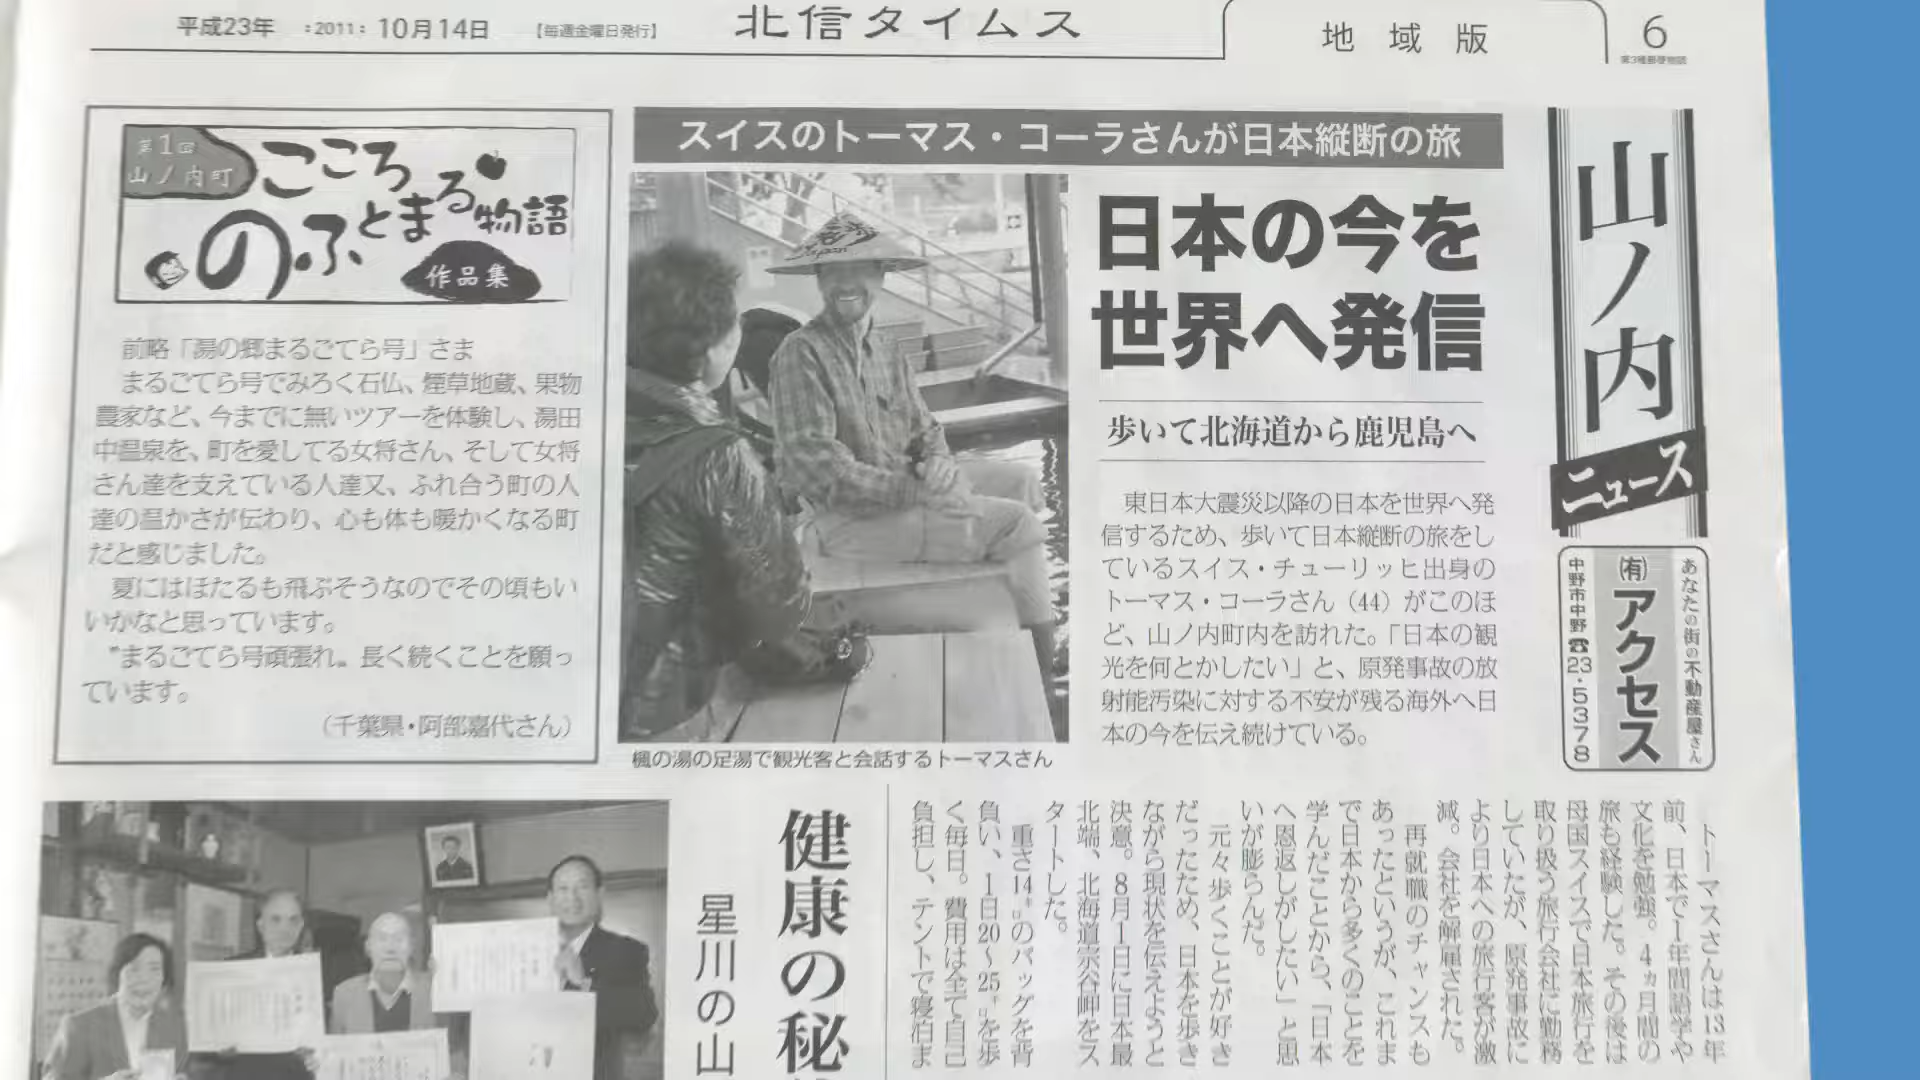 平成23年 :2011: 10月14日 【毎週金曜日発行】
北信タイムス
地域版
6
第3種郵便物認
第1回
山ノ内町
こころ
のふとまる物語
作品集
前略「湯の郷まるごてら号」さま
まるごてら号でみろく石仏、煙草地蔵、果物
農家など、今までに無いツアーを体験し、湯田
中温泉を、町を愛してる女将さん、そして女将
さん達を支えている人達又、ふれ合う町の人
達の温かさが伝わり、心も体も暖かくなる町
だと感じました。
夏にはほたるも飛ぶそうなのでその頃もい
いかなと思っています。
"まるごてら号頑張れ〟長く続くことを願っ
ています。
（千葉県・阿部嘉代さん）
スイスのトーマス・コーラさんが日本縦断の旅
日本の今を
世界へ発信
歩いて北海道から鹿児島へ
東日本大震災以降の日本を世界へ発
信するため、歩いて日本縦断の旅をし
ているスイス・チューリッヒ出身の
トーマス・コーラさん（44）がこのほ
ど、山ノ内町内を訪れた。「日本の観
光を何とかしたい」と、原発事故の放
射能汚染に対する不安が残る海外へ日
本の今を伝え続けている。
楓の湯の足湯で観光客と会話するトーマスさん
山ノ内
ニュース
あなたの街の不動産屋さん
㈲アクセス
中野市中野☎23・5378
トーマスさんは13年
前、日本で1年間語学や
文化を勉強。4ヵ月間の
旅も経験した。その後は
母国スイスで日本旅行を
取り扱う旅行会社に勤務
していたが、原発事故に
より日本への旅行客が激
減。会社を解雇された。
再就職のチャンスも
あったというが、これま
で日本から多くのことを
学んだことから、「日本
へ恩返しがしたい」と思
いが膨らんだ。
元々歩くことが好き
だったため、日本を歩き
ながら現状を伝えようと
決意。8月1日に日本最
北端、北海道宗谷岬をス
タートした。
重さ14㌔のバッグを背
負い、1日20～25㌔を歩
く毎日。費用は全て自己
負担し、テントで寝泊ま
健康の秘
星川の山